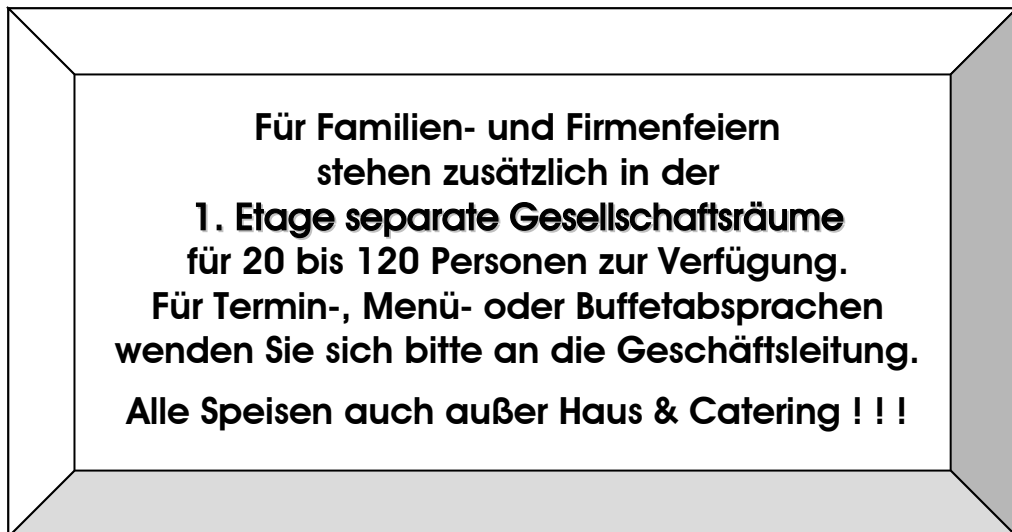 Für Familien- und Firmenfeiern
stehen zusätzlich in der
1. Etage separate Gesellschaftsräume
für 20 bis 120 Personen zur Verfügung.
Für Termin-, Menü- oder Buffetabsprachen
wenden Sie sich bitte an die Geschäftsleitung.
Alle Speisen auch außer Haus & Catering ! ! !